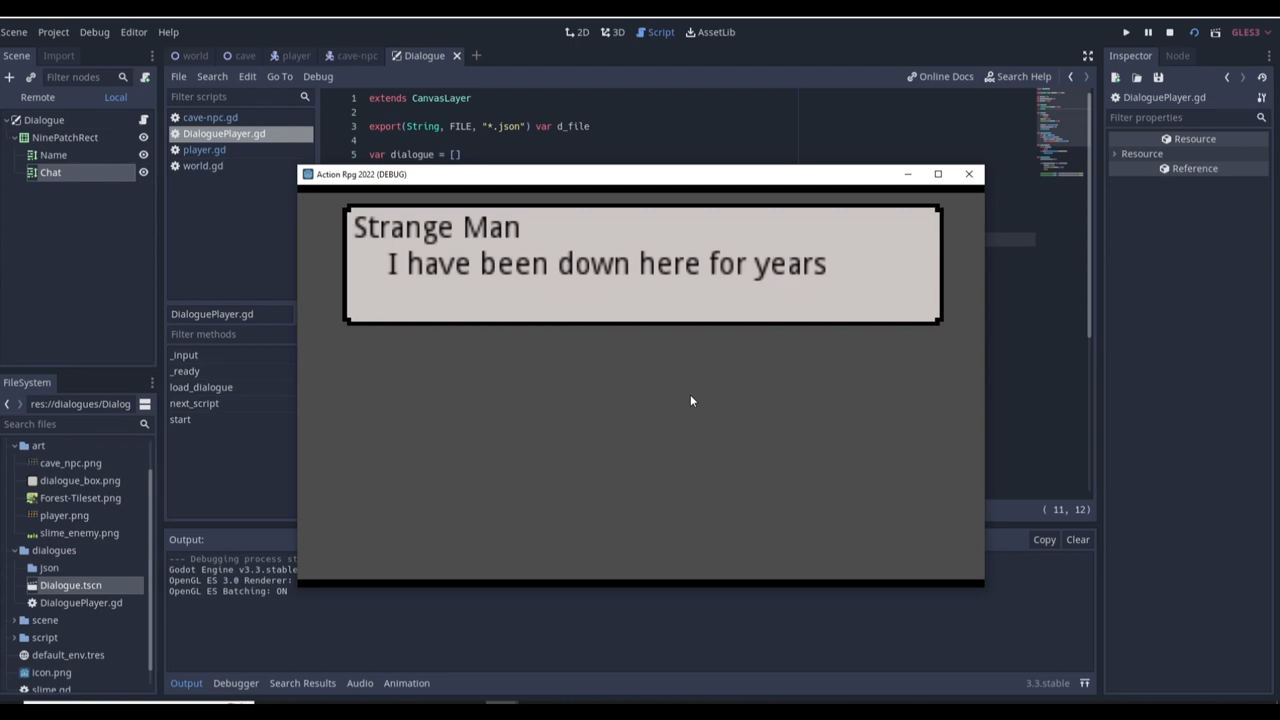 Scene Project Debug Editor Help
2D 3D Script AssetLib
GLES3
Scene Import
world cave player cave-npc Dialogue
Inspector Node
Filter nodes
File Search Edit Go To Debug
Online Docs Search Help
Remote Local
Filter scripts
DialoguePlayer.gd
Filter properties
Dialogue
NinePatchRect
Name
Chat
cave-npc.gd
DialoguePlayer.gd
player.gd
world.gd
1 extends CanvasLayer
2
3 export(String, FILE, "*.json") var d_file
4
5 var dialogue = []
Resource
Resource
Reference
Action Rpg 2022 (DEBUG)
Strange Man
I have been down here for years
DialoguePlayer.gd
Filter methods
_input
_ready
load_dialogue
next_script
start
( 11, 12)
FileSystem
res://dialogues/Dialog
Search files
art
cave_npc.png
dialogue_box.png
Forest-Tileset.png
player.png
slime_enemy.png
dialogues
json
Dialogue.tscn
DialoguePlayer.gd
scene
script
default_env.tres
icon.png
slime.gd
Output:
Copy Clear
--- Debugging process st
Godot Engine v3.3.stable
OpenGL ES 3.0 Renderer:
OpenGL ES Batching: ON
Output Debugger Search Results Audio Animation
3.3.stable